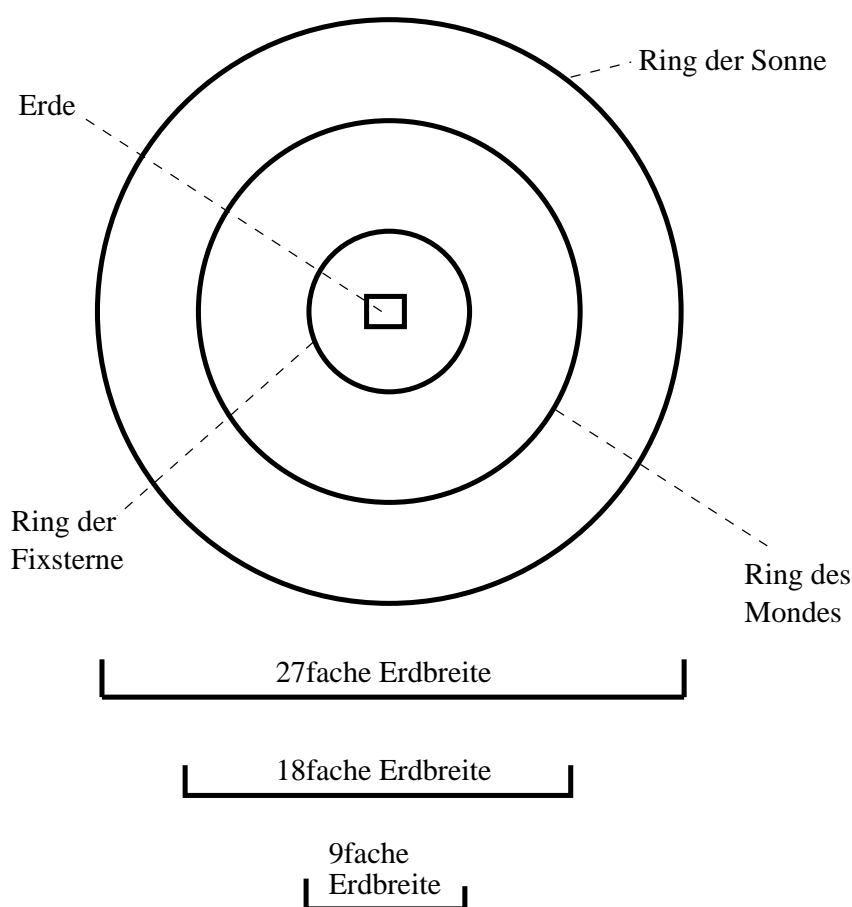 Ring der Sonne
Erde
Ring der
Fixsterne
Ring des
Mondes
27fache Erdbreite
18fache Erdbreite
9fache
Erdbreite